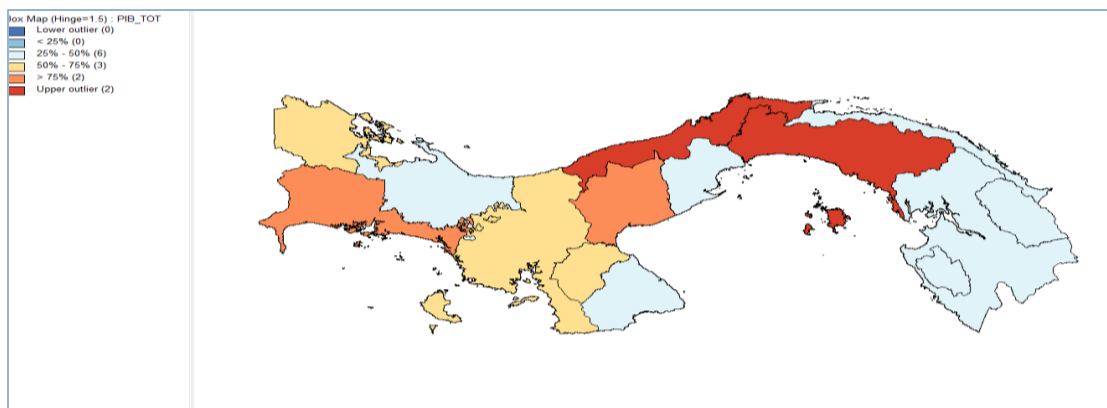 lox Map (Hinge=1.5) : PIB_TOT
Lower outlier (0)
< 25% (0)
25% - 50% (6)
50% - 75% (3)
> 75% (2)
Upper outlier (2)